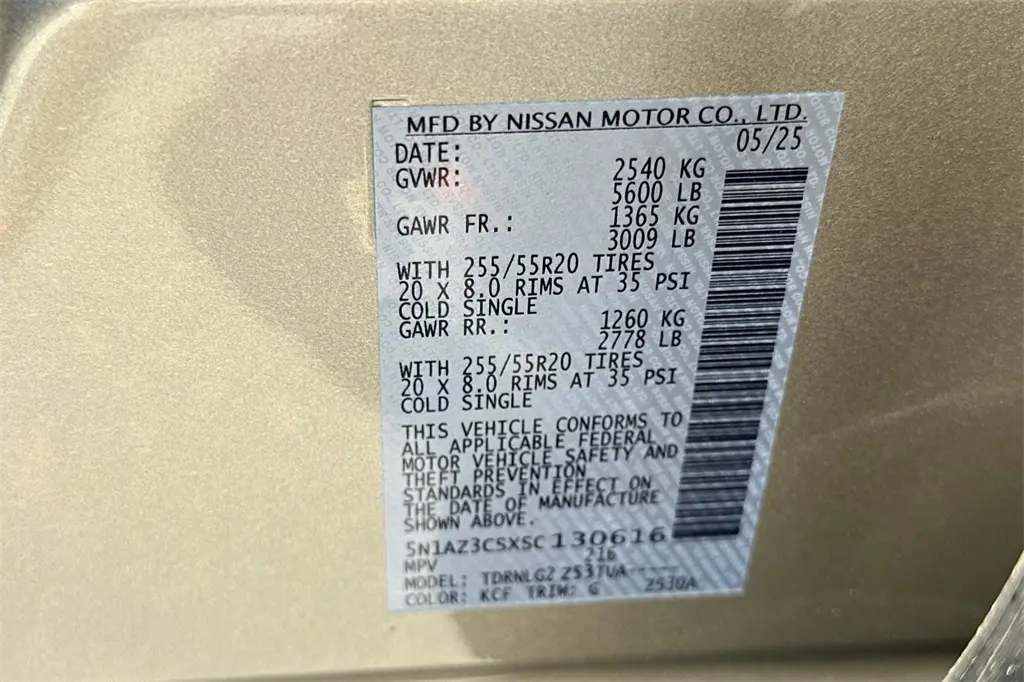 MFD BY NISSAN MOTOR CO., LTD.
DATE: 05/25
GVWR: 2540 KG
5600 LB
GAWR FR.: 1365 KG
3009 LB
WITH 255/55R20 TIRES
20 X 8.0 RIMS AT 35 PSI
COLD SINGLE
GAWR RR.: 1260 KG
2778 LB
WITH 255/55R20 TIRES
20 X 8.0 RIMS AT 35 PSI
COLD SINGLE
THIS VEHICLE CONFORMS TO
ALL APPLICABLE FEDERAL
MOTOR VEHICLE SAFETY AND
THEFT PREVENTION
STANDARDS IN EFFECT ON
THE DATE OF MANUFACTURE
SHOWN ABOVE.
5N1AZ3CSXSC130616
MPV 216
MODEL: TDRNLGZ Z53TUA-----
COLOR: KCF TRIM: G Z530A